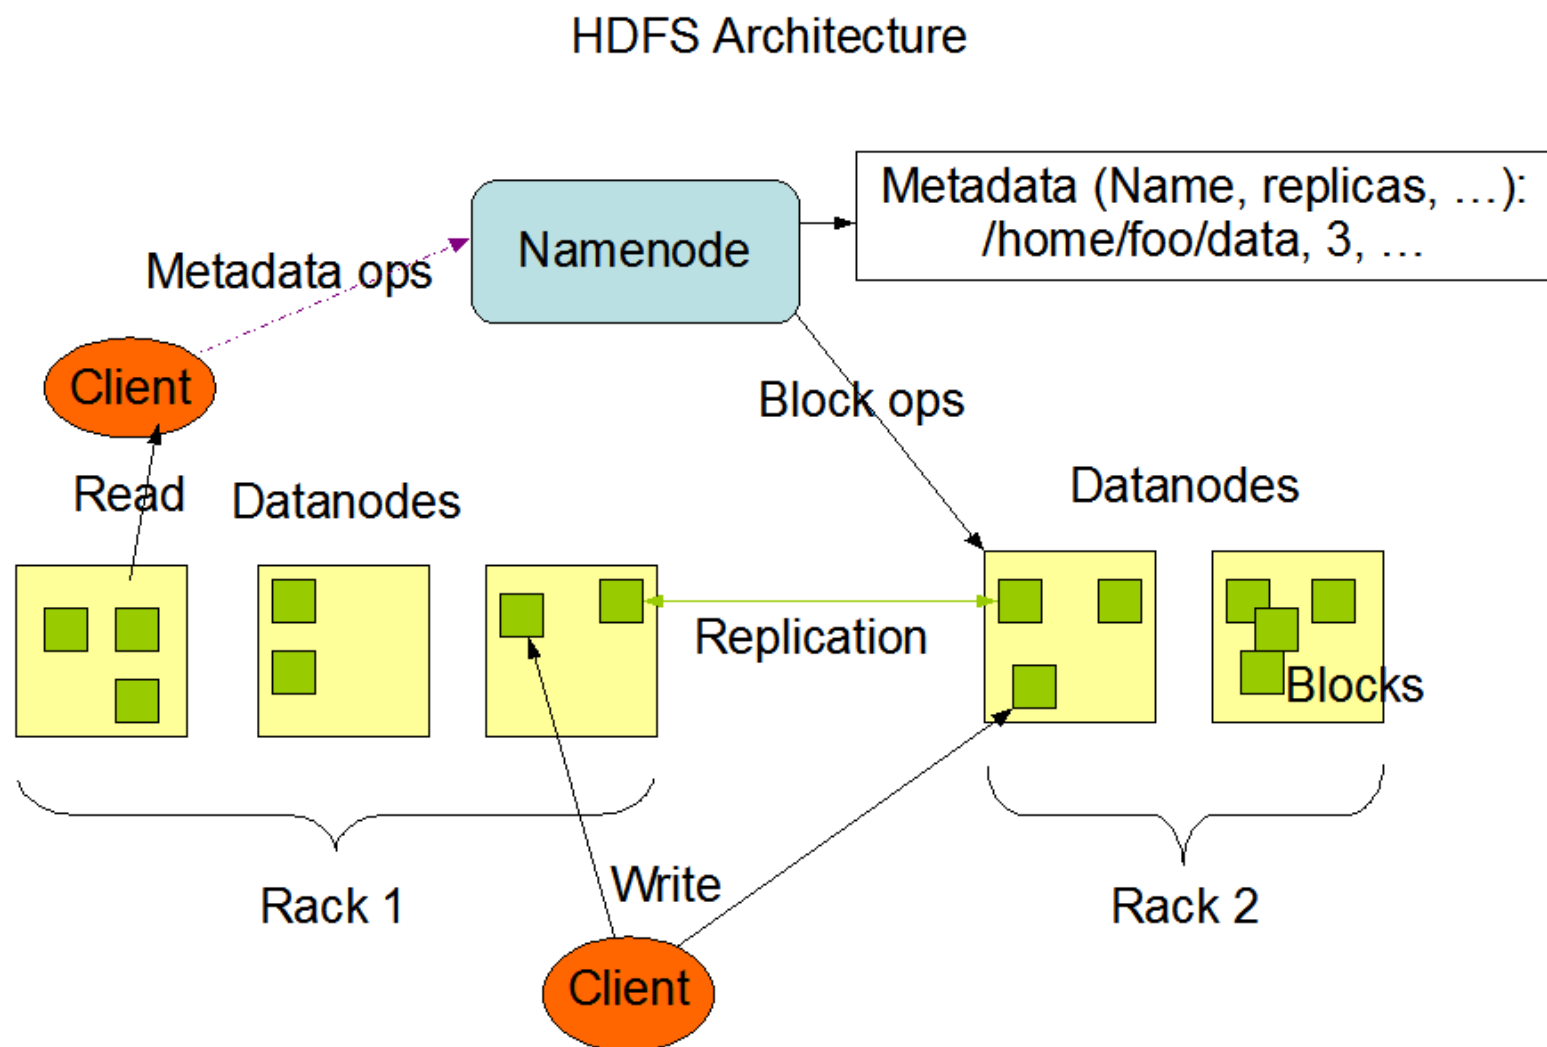 HDFS Architecture
Metadata (Name, replicas, …):
/home/foo/data, 3, …
Namenode
Metadata ops
Client
Block ops
Read
Datanodes
Datanodes
Replication
Blocks
Rack 1
Write
Rack 2
Client